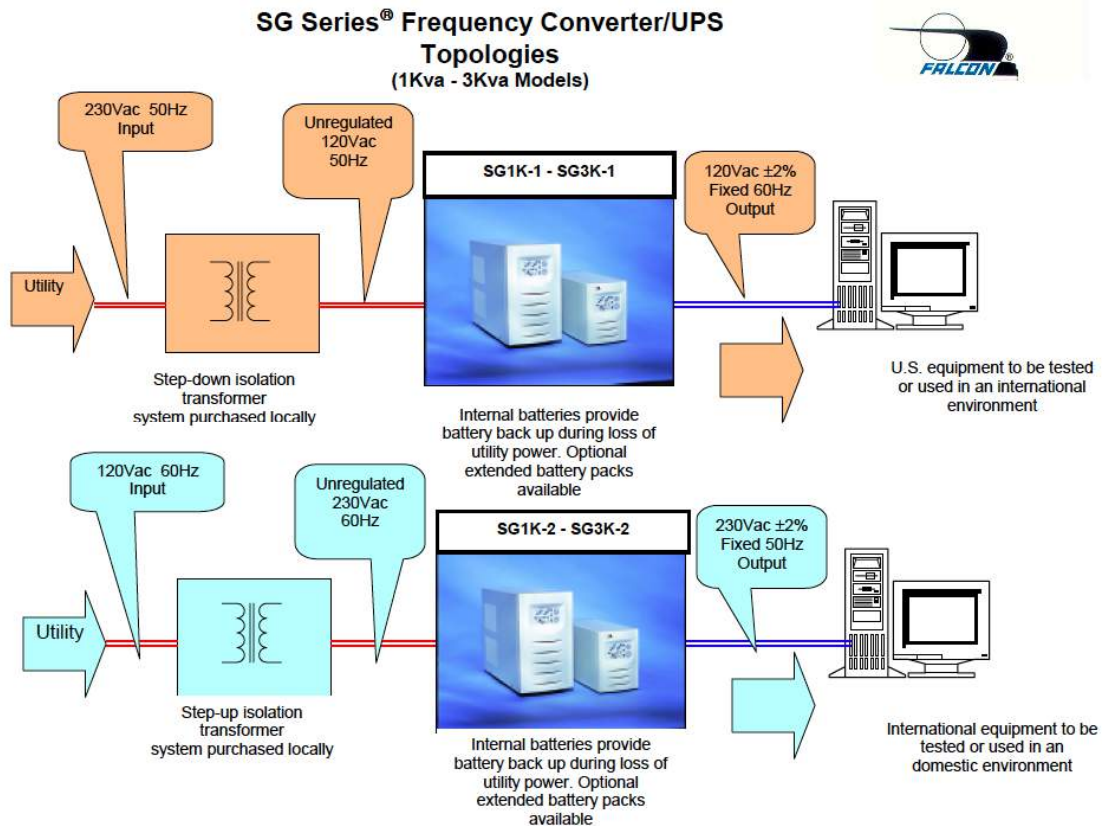 SG Series® Frequency Converter/UPS
Topologies
(1Kva - 3Kva Models)
FALCON®
230Vac 50Hz
Input
Unregulated
120Vac
50Hz
SG1K-1 - SG3K-1
120Vac ±2%
Fixed 60Hz
Output
Utility
Step-down isolation
transformer
system purchased locally
Internal batteries provide
battery back up during loss of
utility power. Optional
extended battery packs
available
U.S. equipment to be tested
or used in an international
environment
120Vac 60Hz
Input
Unregulated
230Vac
60Hz
SG1K-2 - SG3K-2
230Vac ±2%
Fixed 50Hz
Output
Utility
Step-up isolation
transformer
system purchased locally
Internal batteries provide
battery back up during loss of
utility power. Optional
extended battery packs
available
International equipment to be
tested or used in an
domestic environment